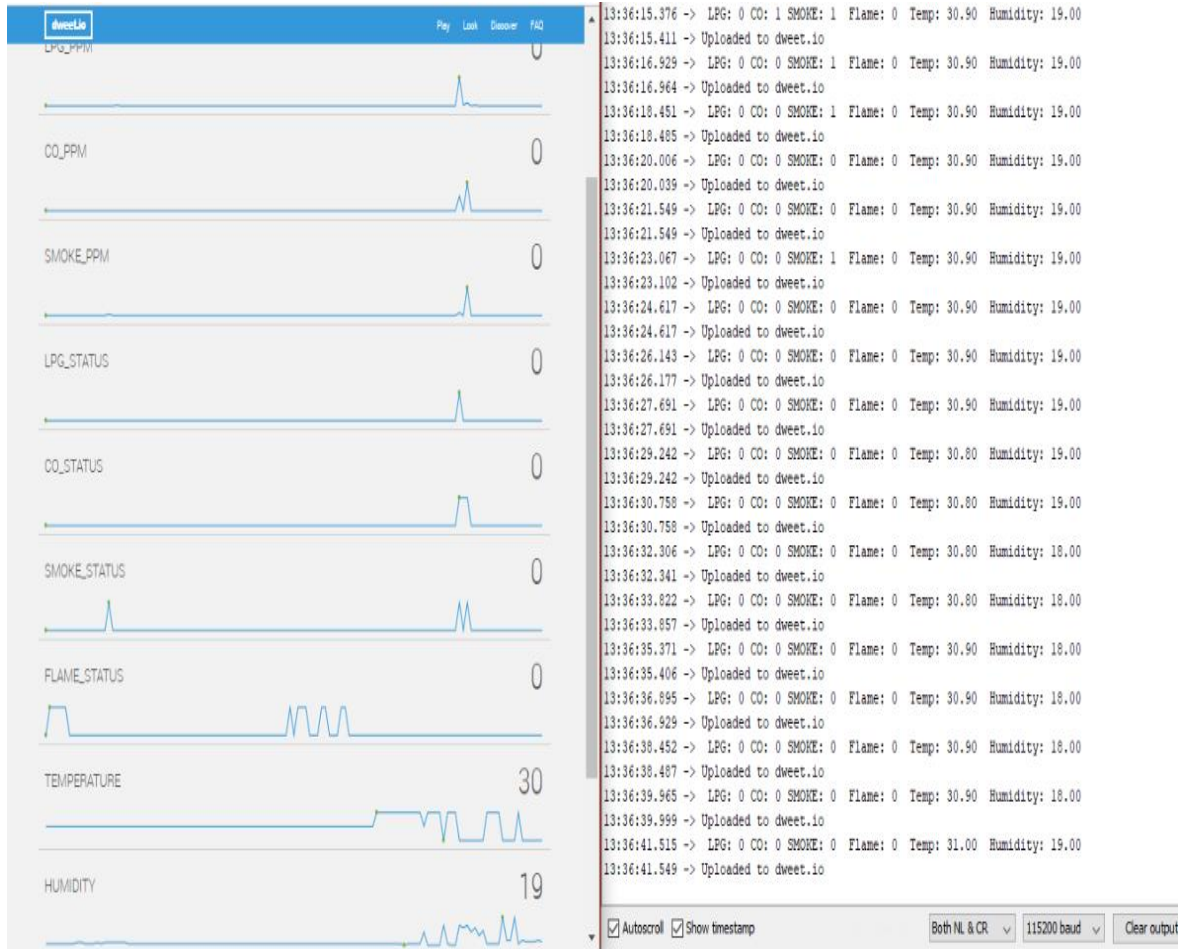 dweet.io
Play Look Discover FAQ
LPG_PPM
0
CO_PPM
0
SMOKE_PPM
0
LPG_STATUS
0
CO_STATUS
0
SMOKE_STATUS
0
FLAME_STATUS
0
TEMPERATURE
30
HUMIDITY
19
13:36:15.376 -> LPG: 0 CO: 1 SMOKE: 1 Flame: 0 Temp: 30.90 Humidity: 19.00
13:36:15.411 -> Uploaded to dweet.io
13:36:16.929 -> LPG: 0 CO: 0 SMOKE: 1 Flame: 0 Temp: 30.90 Humidity: 19.00
13:36:16.964 -> Uploaded to dweet.io
13:36:18.451 -> LPG: 0 CO: 0 SMOKE: 1 Flame: 0 Temp: 30.90 Humidity: 19.00
13:36:18.485 -> Uploaded to dweet.io
13:36:20.006 -> LPG: 0 CO: 0 SMOKE: 0 Flame: 0 Temp: 30.90 Humidity: 19.00
13:36:20.039 -> Uploaded to dweet.io
13:36:21.549 -> LPG: 0 CO: 0 SMOKE: 0 Flame: 0 Temp: 30.90 Humidity: 19.00
13:36:21.549 -> Uploaded to dweet.io
13:36:23.067 -> LPG: 0 CO: 0 SMOKE: 1 Flame: 0 Temp: 30.90 Humidity: 19.00
13:36:23.102 -> Uploaded to dweet.io
13:36:24.617 -> LPG: 0 CO: 0 SMOKE: 0 Flame: 0 Temp: 30.90 Humidity: 19.00
13:36:24.617 -> Uploaded to dweet.io
13:36:26.143 -> LPG: 0 CO: 0 SMOKE: 0 Flame: 0 Temp: 30.90 Humidity: 19.00
13:36:26.177 -> Uploaded to dweet.io
13:36:27.691 -> LPG: 0 CO: 0 SMOKE: 0 Flame: 0 Temp: 30.90 Humidity: 19.00
13:36:27.691 -> Uploaded to dweet.io
13:36:29.242 -> LPG: 0 CO: 0 SMOKE: 0 Flame: 0 Temp: 30.80 Humidity: 19.00
13:36:29.242 -> Uploaded to dweet.io
13:36:30.758 -> LPG: 0 CO: 0 SMOKE: 0 Flame: 0 Temp: 30.80 Humidity: 19.00
13:36:30.758 -> Uploaded to dweet.io
13:36:32.306 -> LPG: 0 CO: 0 SMOKE: 0 Flame: 0 Temp: 30.80 Humidity: 18.00
13:36:32.341 -> Uploaded to dweet.io
13:36:33.822 -> LPG: 0 CO: 0 SMOKE: 0 Flame: 0 Temp: 30.80 Humidity: 18.00
13:36:33.857 -> Uploaded to dweet.io
13:36:35.371 -> LPG: 0 CO: 0 SMOKE: 0 Flame: 0 Temp: 30.90 Humidity: 18.00
13:36:35.406 -> Uploaded to dweet.io
13:36:36.895 -> LPG: 0 CO: 0 SMOKE: 0 Flame: 0 Temp: 30.90 Humidity: 18.00
13:36:36.929 -> Uploaded to dweet.io
13:36:38.452 -> LPG: 0 CO: 0 SMOKE: 0 Flame: 0 Temp: 30.90 Humidity: 18.00
13:36:38.487 -> Uploaded to dweet.io
13:36:39.965 -> LPG: 0 CO: 0 SMOKE: 0 Flame: 0 Temp: 30.90 Humidity: 18.00
13:36:39.999 -> Uploaded to dweet.io
13:36:41.515 -> LPG: 0 CO: 0 SMOKE: 0 Flame: 0 Temp: 31.00 Humidity: 19.00
13:36:41.549 -> Uploaded to dweet.io
Autoscroll Show timestamp Both NL & CR 115200 baud Clear output